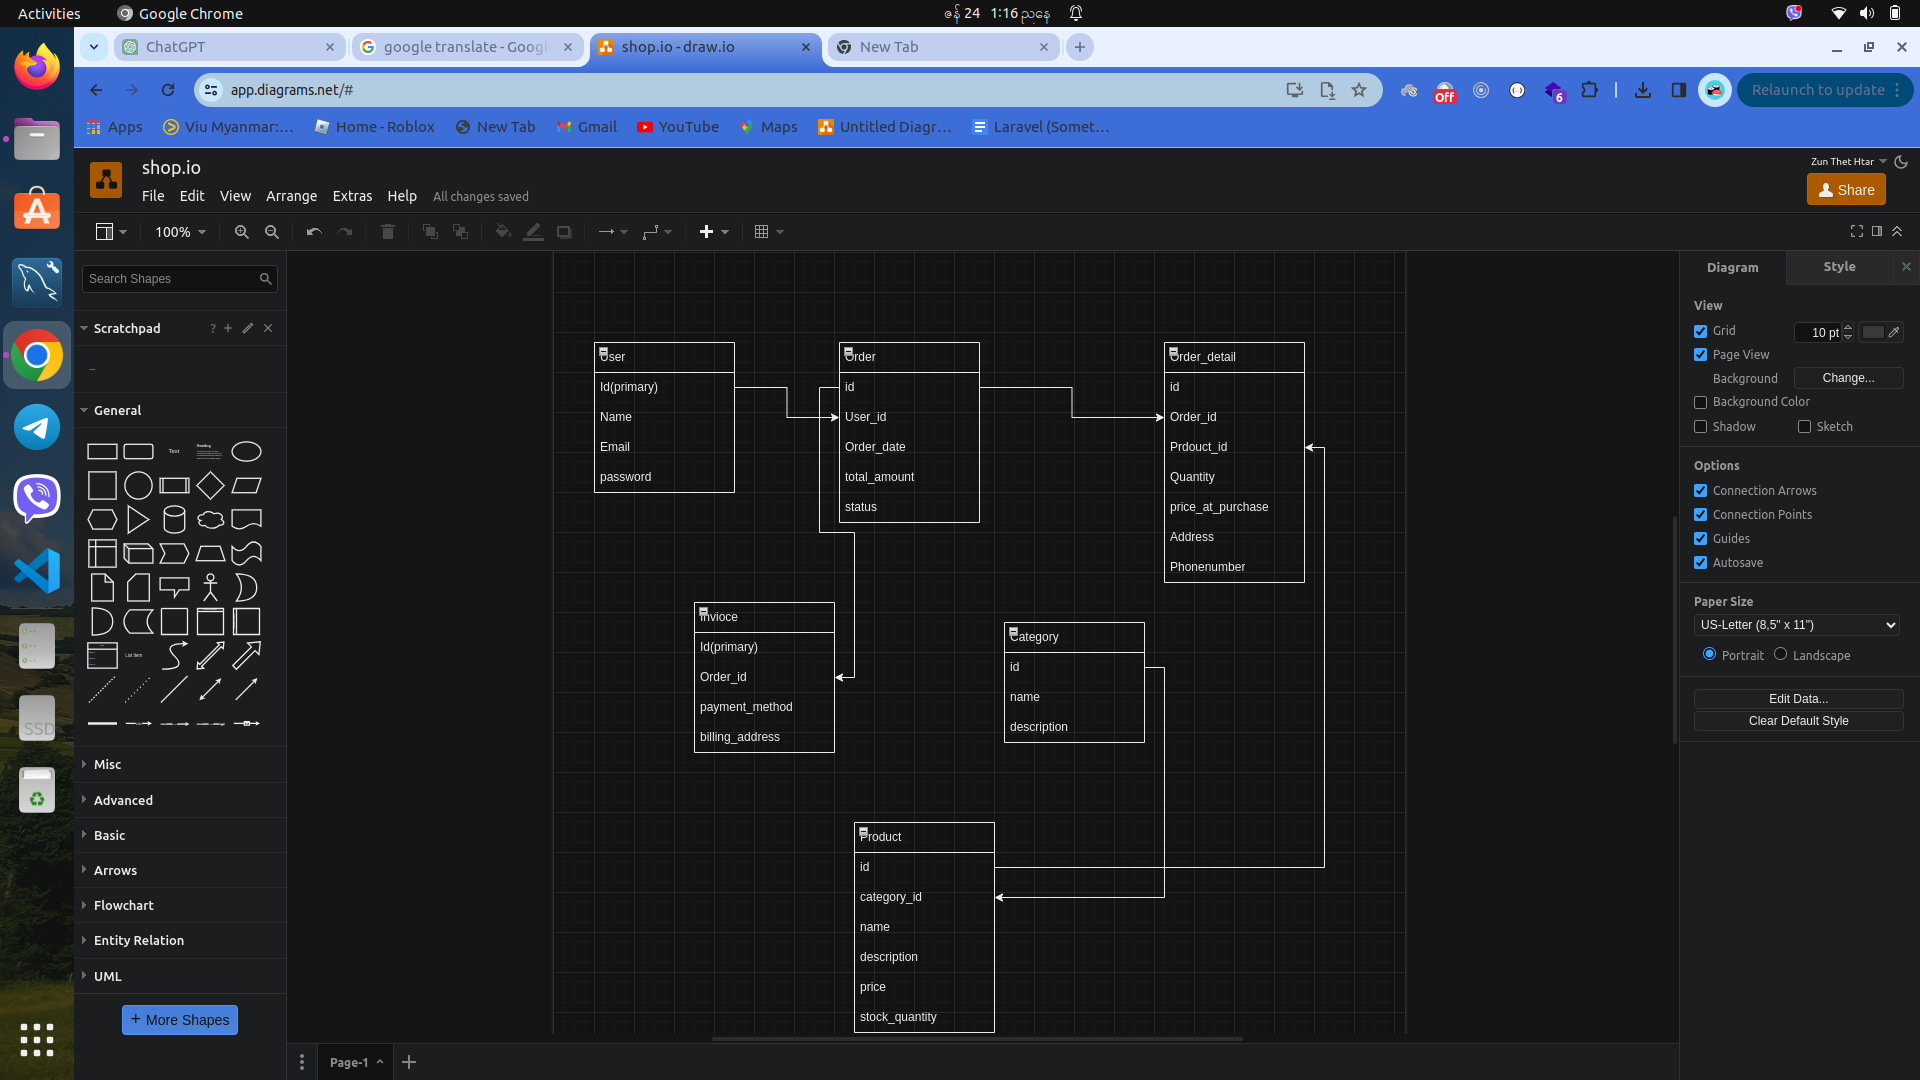 Activities
Google Chrome
ဇန် 24 1:16 ညနေ
ChatGPT
google translate - Googl
shop.io - draw.io
New Tab
app.diagrams.net/#
Off
6
Relaunch to update
Apps
Viu Myanmar:...
Home - Roblox
New Tab
Gmail
YouTube
Maps
Untitled Diagr...
Laravel (Somet...
shop.io
File
Edit
View
Arrange
Extras
Help
All changes saved
Zun Thet Htar
Share
100%
Search Shapes
Scratchpad
?
General
Text
Heading
List Item
Misc
Advanced
Basic
Arrows
Flowchart
Entity Relation
UML
+ More Shapes
SSD
User
Id(primary)
Name
Email
password
Order
id
User_id
Order_date
total_amount
status
Order_detail
id
Order_id
Prdouct_id
Quantity
price_at_purchase
Address
Phonenumber
Invioce
Id(primary)
Order_id
payment_method
billing_address
Category
id
name
description
Product
id
category_id
name
description
price
stock_quantity
Page-1
Diagram
Style
View
Grid
10 pt
Page View
Background
Change...
Background Color
Shadow
Sketch
Options
Connection Arrows
Connection Points
Guides
Autosave
Paper Size
US-Letter (8,5" x 11")
Portrait
Landscape
Edit Data...
Clear Default Style